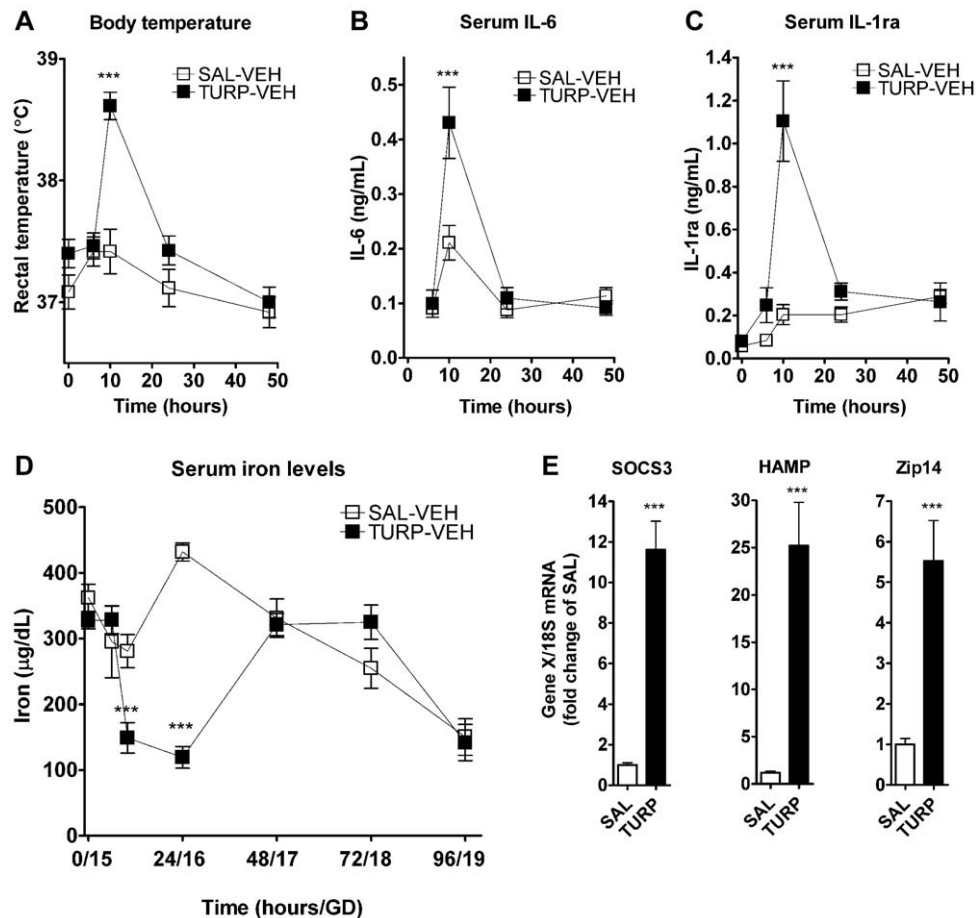 A Body temperature
39
38
37
Rectal temperature (°C)
***
SAL-VEH
TURP-VEH
0 10 20 30 40 50
Time (hours)
B Serum IL-6
0.5
0.4
0.3
0.2
0.1
0.0
IL-6 (ng/mL)
***
SAL-VEH
TURP-VEH
0 10 20 30 40 50
Time (hours)
C Serum IL-1ra
1.4
1.2
1.0
0.8
0.6
0.4
0.2
0.0
IL-1ra (ng/mL)
***
SAL-VEH
TURP-VEH
0 10 20 30 40 50
Time (hours)
D Serum iron levels
500
400
300
200
100
0
Iron (µg/dL)
SAL-VEH
TURP-VEH
***
***
0/15 24/16 48/17 72/18 96/19
Time (hours/GD)
E
Gene X/18S mRNA
(fold change of SAL)
SOCS3
14
12
10
8
6
4
2
0
***
SAL TURP
HAMP
30
25
20
15
10
5
0
***
SAL TURP
Zip14
7
6
5
4
3
2
1
0
***
SAL TURP